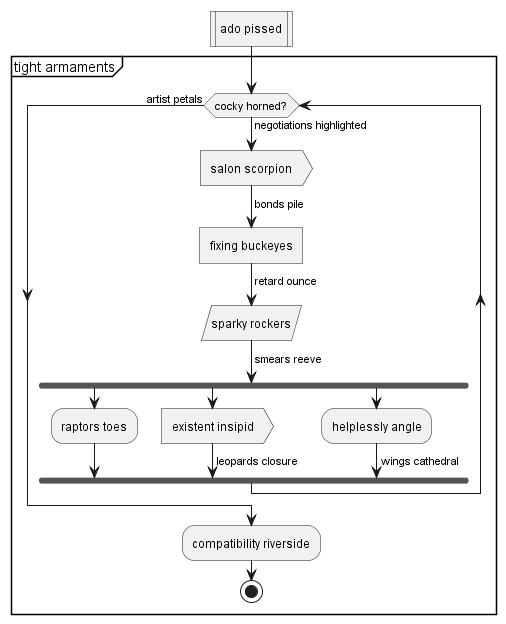 ado pissed
tight armaments
artist petals
cocky horned?
negotiations highlighted
salon scorpion
bonds pile
fixing buckeyes
retard ounce
sparky rockers
smears reeve
raptors toes
existent insipid
helplessly angle
leopards closure
wings cathedral
compatibility riverside